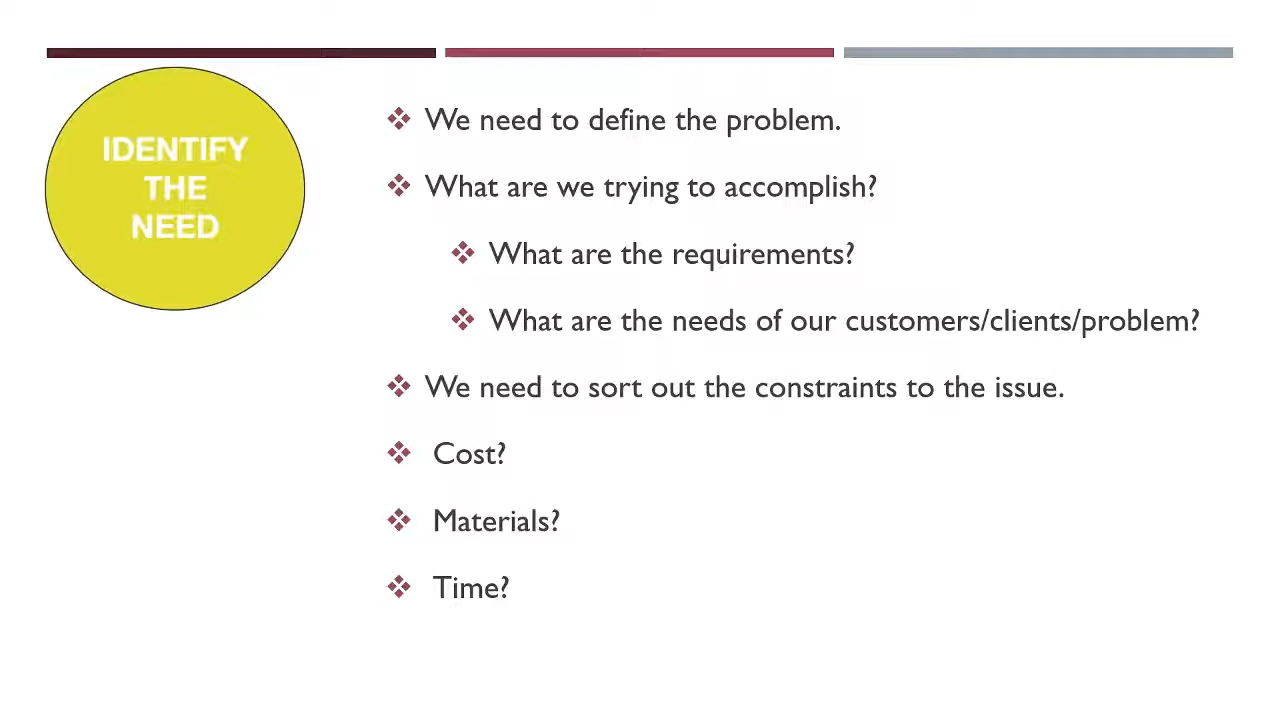 IDENTIFY
THE
NEED
We need to define the problem.
What are we trying to accomplish?
What are the requirements?
What are the needs of our customers/clients/problem?
We need to sort out the constraints to the issue.
Cost?
Materials?
Time?